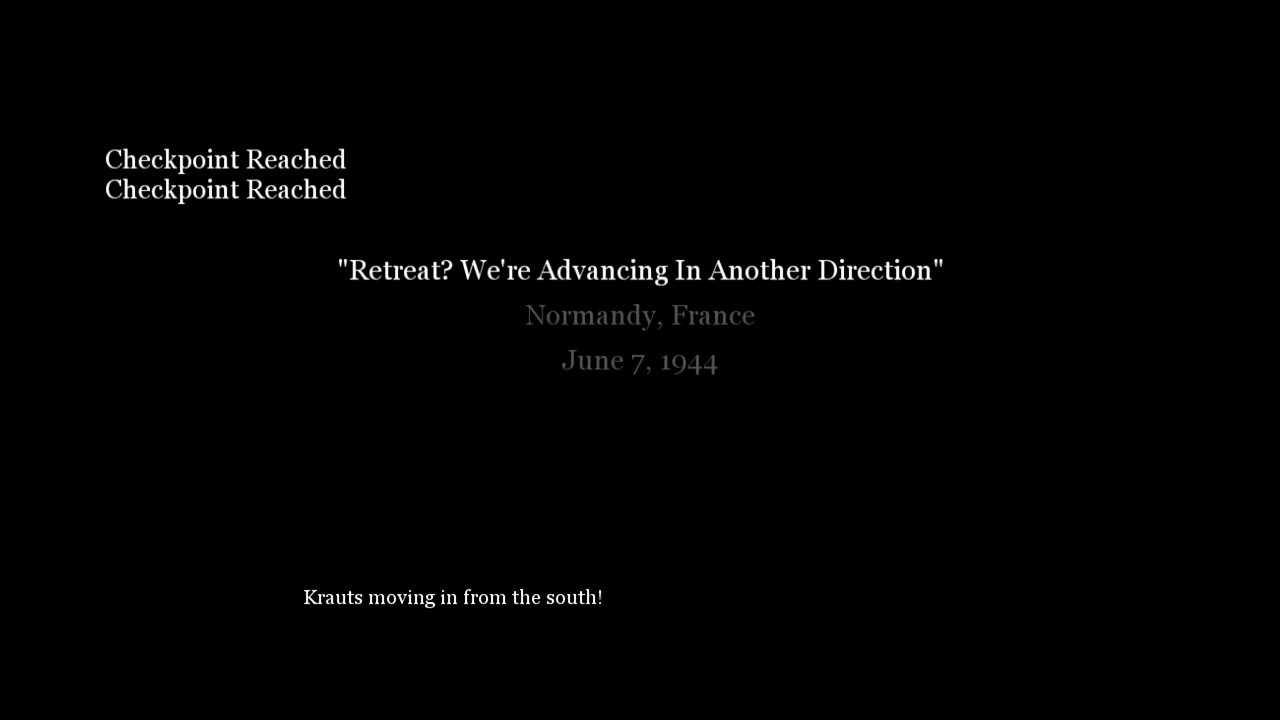 Checkpoint Reached
Checkpoint Reached
"Retreat? We're Advancing In Another Direction"
Normandy, France
June 7, 1944
Krauts moving in from the south!